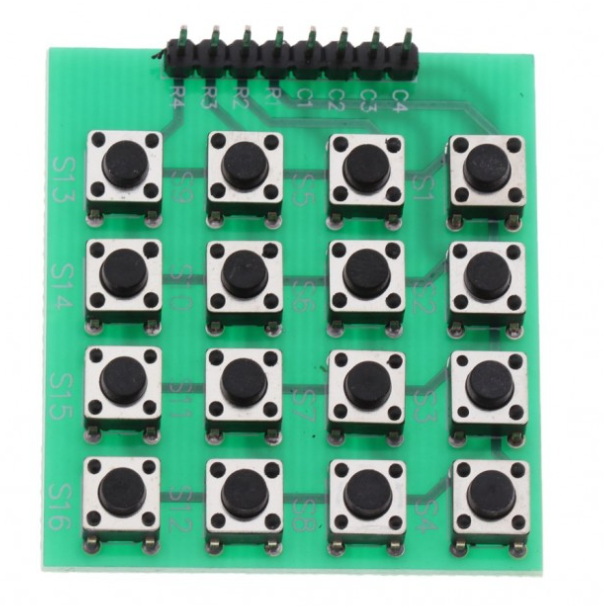 R4 R3 R2 R1 C1 C2 C3 C4
S13 S9 S5 S1
S14 S10 S6 S2
S15 S11 S7 S3
S16 S12 S8 S4